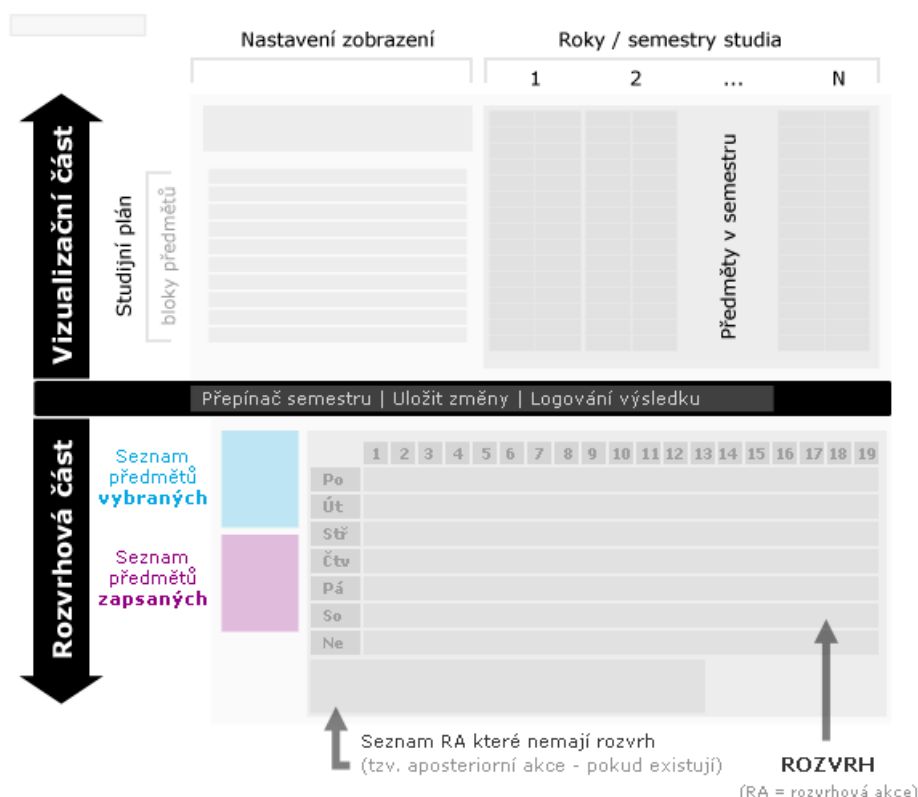 Nastavení zobrazení
Roky / semestry studia
1 2 ... N
Vizualizační část
Studijní plán
bloky předmětů
Předměty v semestru
Přepínač semestru | Uložit změny | Logování výsledku
Rozvrhová část
Seznam
předmětů
vybraných
Seznam
předmětů
zapsaných
1 2 3 4 5 6 7 8 9 10 11 12 13 14 15 16 17 18 19
Po
Út
Stř
Čtv
Pá
So
Ne
Seznam RA které nemají rozvrh
(tzv. aposteriorní akce - pokud existují)
ROZVRH
(RA = rozvrhová akce)